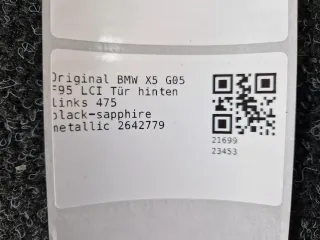 Original BMW X5 G05
F95 LCI Tür hinten
links 475
black-sapphire
metallic 2642779
21699
23453